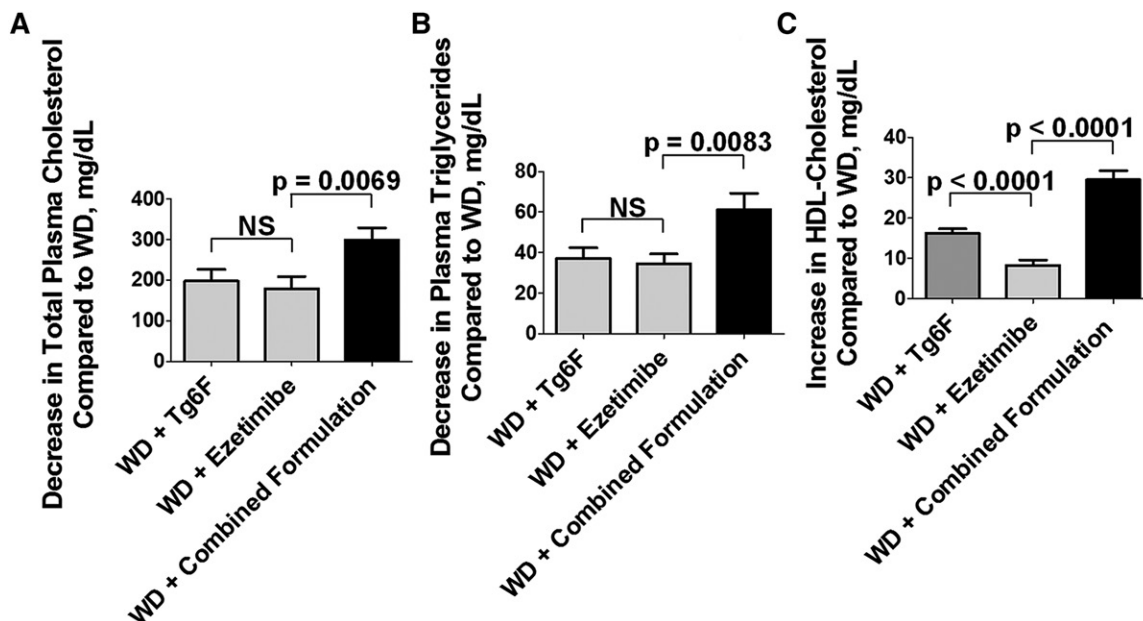 A
Decrease in Total Plasma Cholesterol
Compared to WD, mg/dL
400
300
200
100
0
NS
p = 0.0069
WD + Tg6F
WD + Ezetimibe
WD + Combined Formulation
B
Decrease in Plasma Triglycerides
Compared to WD, mg/dL
80
60
40
20
0
NS
p = 0.0083
WD + Tg6F
WD + Ezetimibe
WD + Combined Formulation
C
Increase in HDL-Cholesterol
Compared to WD, mg/dL
40
30
20
10
0
p < 0.0001
p < 0.0001
WD + Tg6F
WD + Ezetimibe
WD + Combined Formulation